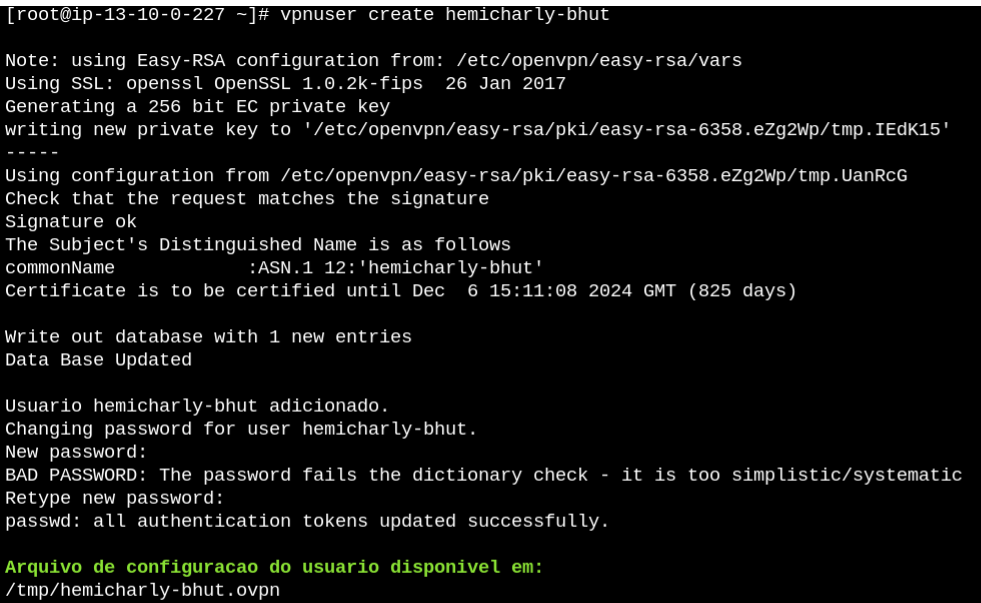 [root@ip-13-10-0-227 ~]# vpnuser create hemicharly-bhut
Note: using Easy-RSA configuration from: /etc/openvpn/easy-rsa/vars
Using SSL: openssl OpenSSL 1.0.2k-fips  26 Jan 2017
Generating a 256 bit EC private key
writing new private key to '/etc/openvpn/easy-rsa/pki/easy-rsa-6358.eZg2Wp/tmp.IEdK15'
-----
Using configuration from /etc/openvpn/easy-rsa/pki/easy-rsa-6358.eZg2Wp/tmp.UanRcG
Check that the request matches the signature
Signature ok
The Subject's Distinguished Name is as follows
commonName            :ASN.1 12:'hemicharly-bhut'
Certificate is to be certified until Dec  6 15:11:08 2024 GMT (825 days)
Write out database with 1 new entries
Data Base Updated
Usuario hemicharly-bhut adicionado.
Changing password for user hemicharly-bhut.
New password:
BAD PASSWORD: The password fails the dictionary check - it is too simplistic/systematic
Retype new password:
passwd: all authentication tokens updated successfully.
Arquivo de configuracao do usuario disponivel em:
/tmp/hemicharly-bhut.ovpn